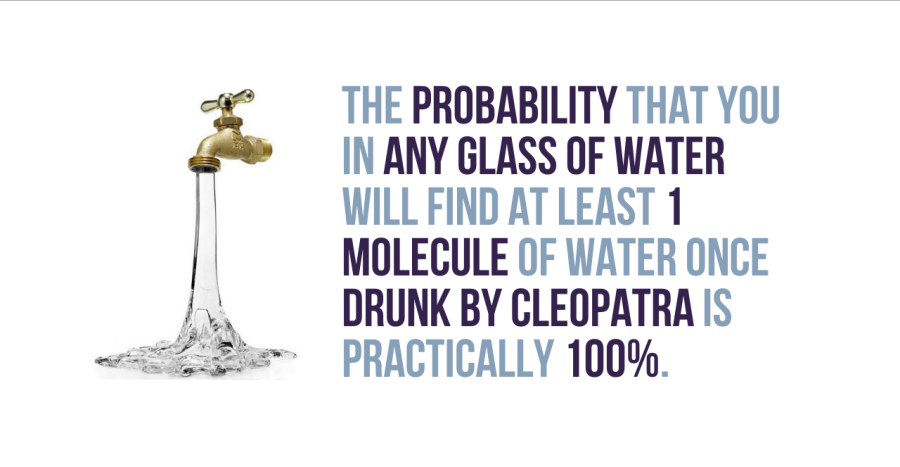 THE PROBABILITY THAT YOU
IN ANY GLASS OF WATER
WILL FIND AT LEAST 1
MOLECULE OF WATER ONCE
DRUNK BY CLEOPATRA IS
PRACTICALLY 100%.